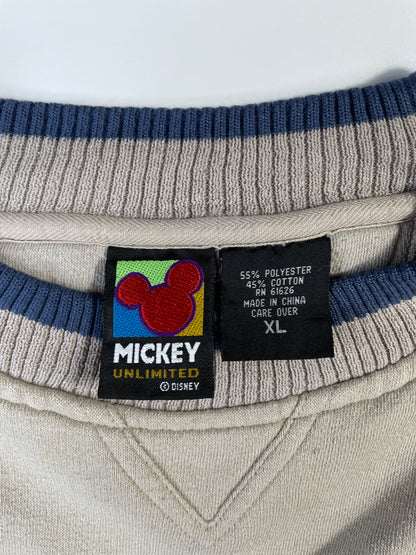 MICKEY
UNLIMITED
© DISNEY
55% POLYESTER
45% COTTON
RN 61626
MADE IN CHINA
CARE OVER
XL